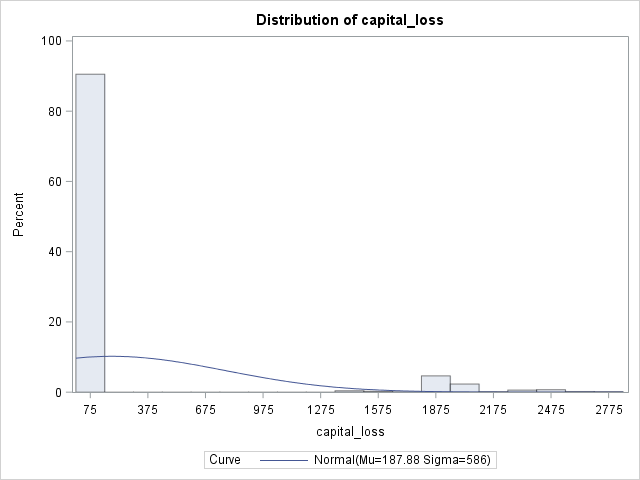 Distribution of capital_loss
100
80
60
40
20
0
Percent
75 375 675 975 1275 1575 1875 2175 2475 2775
capital_loss
Curve Normal(Mu=187.88 Sigma=586)